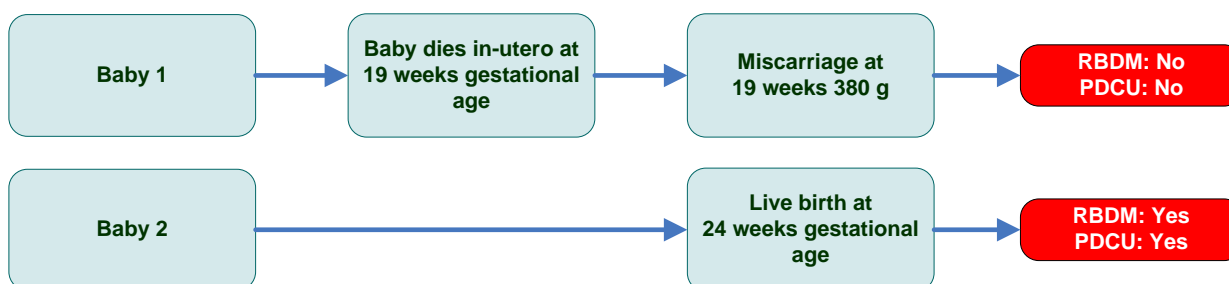 Baby 1
Baby dies in-utero at
19 weeks gestational
age
Miscarriage at
19 weeks 380 g
RBDM: No
PDCU: No
Baby 2
Live birth at
24 weeks gestational
age
RBDM: Yes
PDCU: Yes